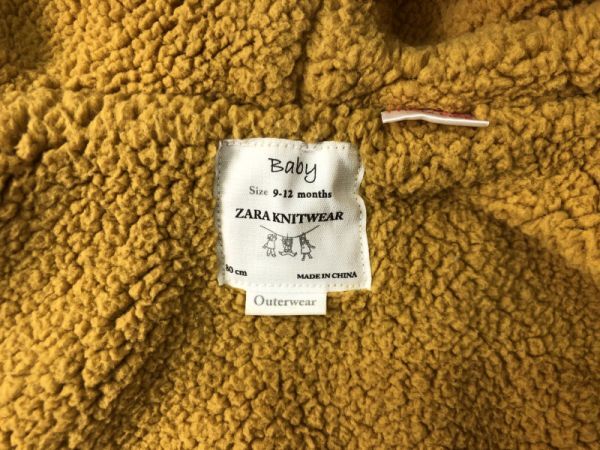 Baby
Size 9-12 months
ZARA KNITWEAR
80 cm MADE IN CHINA
Outerwear